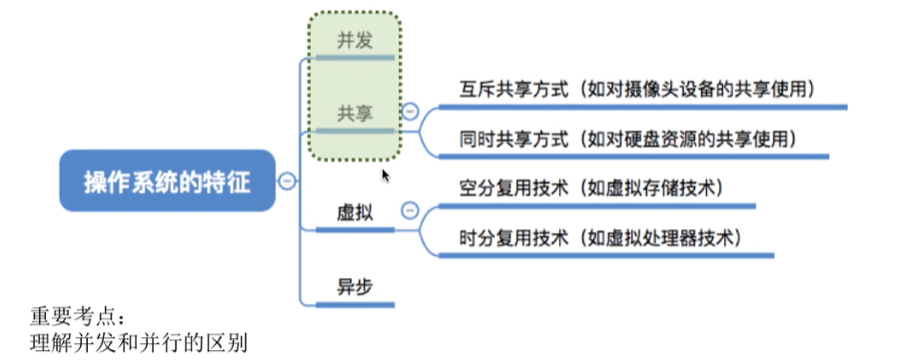 操作系统的特征
并发
共享
互斥共享方式（如对摄像头设备的共享使用）
同时共享方式（如对硬盘资源的共享使用）
虚拟
空分复用技术（如虚拟存储技术）
时分复用技术（如虚拟处理器技术）
异步
重要考点：
理解并发和并行的区别